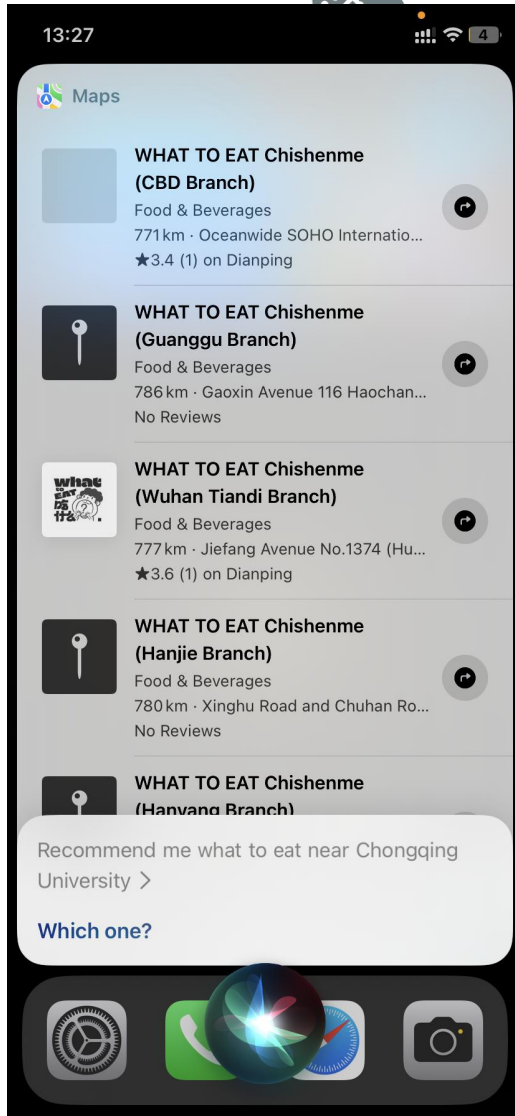 13:27
4
Maps
WHAT TO EAT Chishenme
(CBD Branch)
Food & Beverages
771 km · Oceanwide SOHO Internatio...
★3.4 (1) on Dianping
WHAT TO EAT Chishenme
(Guanggu Branch)
Food & Beverages
786 km · Gaoxin Avenue 116 Haochan...
No Reviews
what
to
EAT
吃
什么
WHAT TO EAT Chishenme
(Wuhan Tiandi Branch)
Food & Beverages
777 km · Jiefang Avenue No.1374 (Hu...
★3.6 (1) on Dianping
WHAT TO EAT Chishenme
(Hanjie Branch)
Food & Beverages
780 km · Xinghu Road and Chuhan Ro...
No Reviews
WHAT TO EAT Chishenme
(Hanyang Branch)
Recommend me what to eat near Chongqing
University >
Which one?